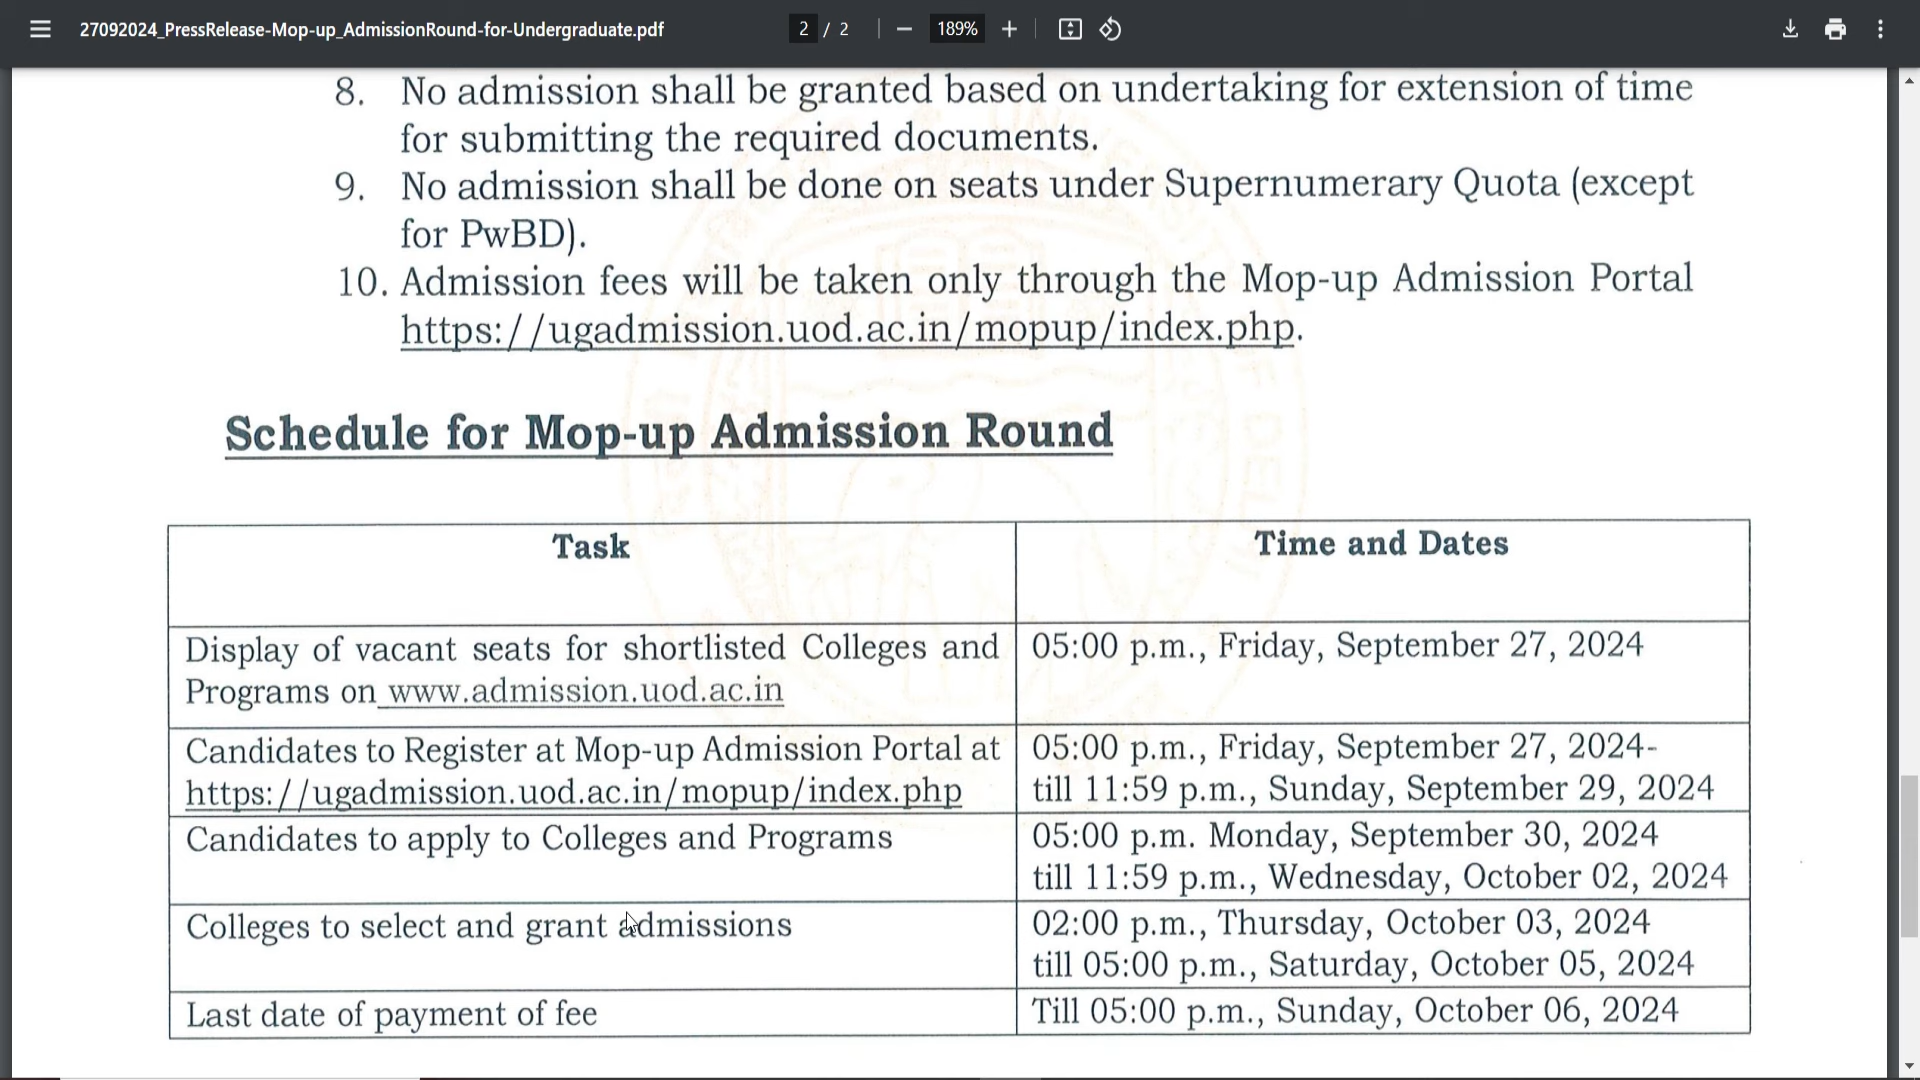 27092024_PressRelease-Mop-up_AdmissionRound-for-Undergraduate.pdf
2 / 2
189%
8. No admission shall be granted based on undertaking for extension of time
for submitting the required documents.
9. No admission shall be done on seats under Supernumerary Quota (except
for PwBD).
10. Admission fees will be taken only through the Mop-up Admission Portal
https://ugadmission.uod.ac.in/mopup/index.php.
Schedule for Mop-up Admission Round
Task
Time and Dates
Display of vacant seats for shortlisted Colleges and
Programs on www.admission.uod.ac.in
05:00 p.m., Friday, September 27, 2024
Candidates to Register at Mop-up Admission Portal at
https://ugadmission.uod.ac.in/mopup/index.php
05:00 p.m., Friday, September 27, 2024-
till 11:59 p.m., Sunday, September 29, 2024
Candidates to apply to Colleges and Programs
05:00 p.m. Monday, September 30, 2024
till 11:59 p.m., Wednesday, October 02, 2024
Colleges to select and grant admissions
02:00 p.m., Thursday, October 03, 2024
till 05:00 p.m., Saturday, October 05, 2024
Last date of payment of fee
Till 05:00 p.m., Sunday, October 06, 2024